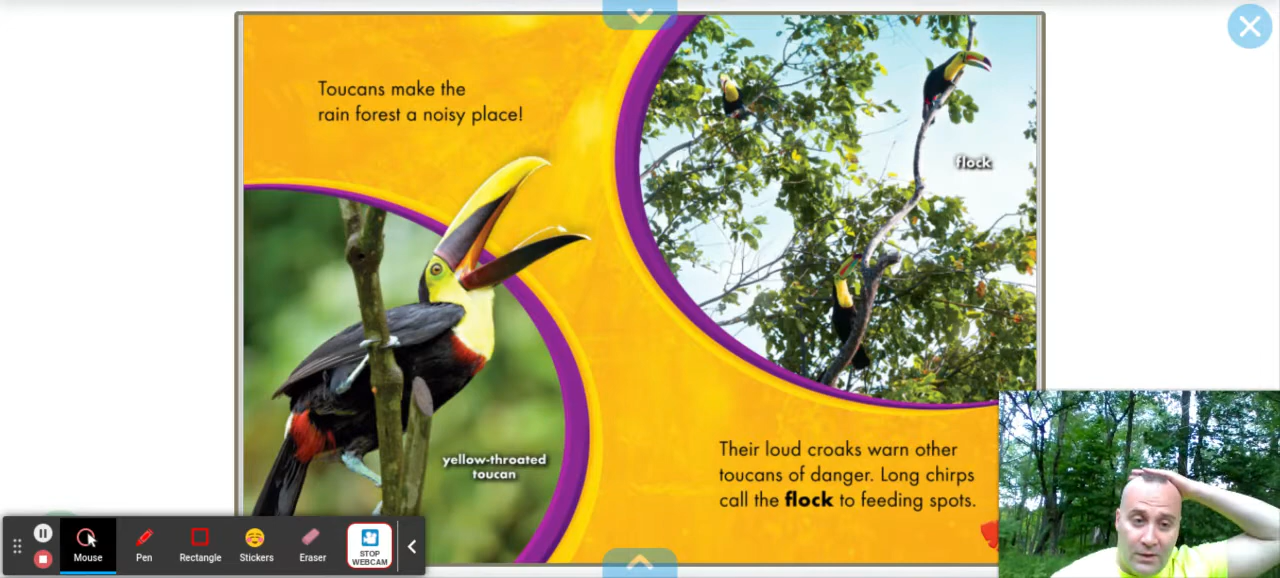 Toucans make the
rain forest a noisy place!
flock
yellow-throated
toucan
Their loud croaks warn other
toucans of danger. Long chirps
call the flock to feeding spots.
Mouse
Pen
Rectangle
Stickers
Eraser
STOP
WEBCAM